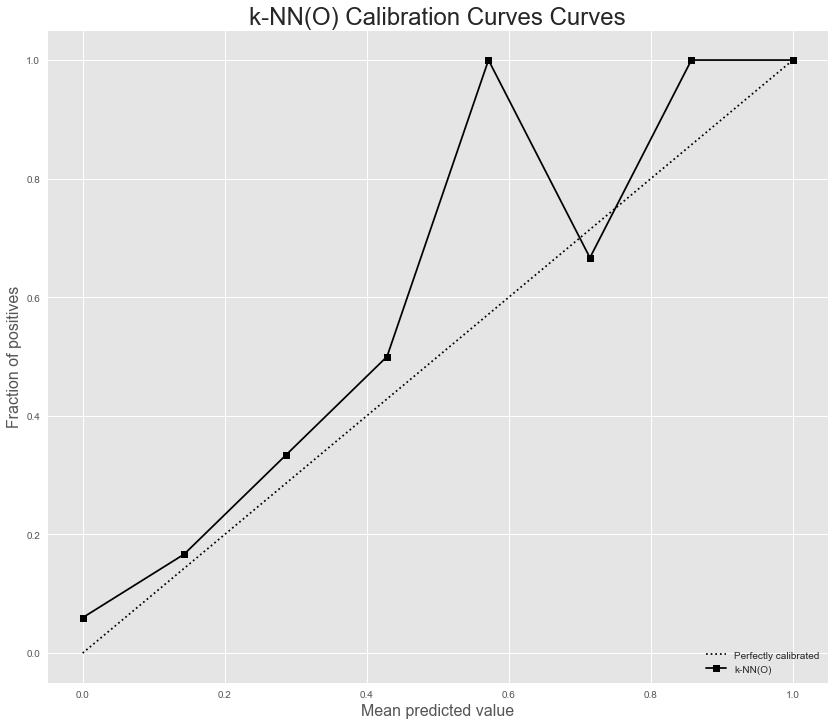 k-NN(O) Calibration Curves Curves
1.0
0.8
0.6
0.4
0.2
0.0
Fraction of positives
0.0 0.2 0.4 0.6 0.8 1.0
Mean predicted value
Perfectly calibrated
k-NN(O)